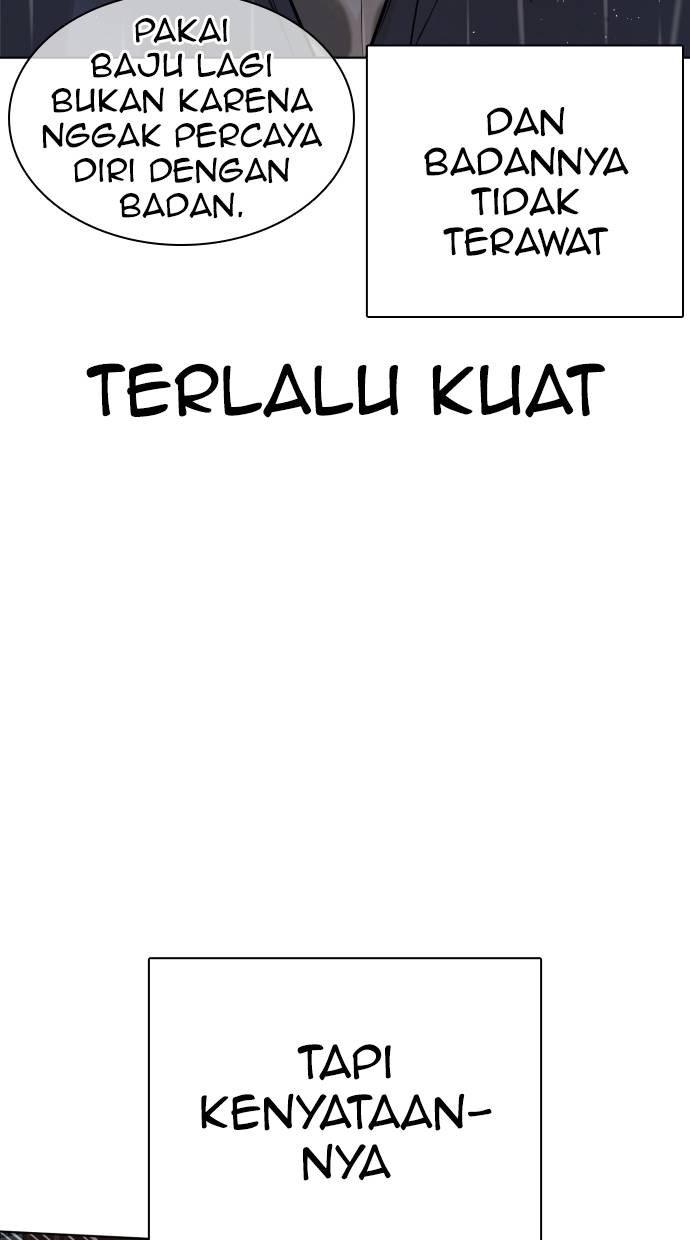 PAKAI
BAJU LAGI
BUKAN KARENA
NGGAK PERCAYA
DIRI DENGAN
BADAN.
DAN
BADANNYA
TIDAK
TERAWAT
TERLALU KUAT
TAPI
KENYATAAN-
NYA